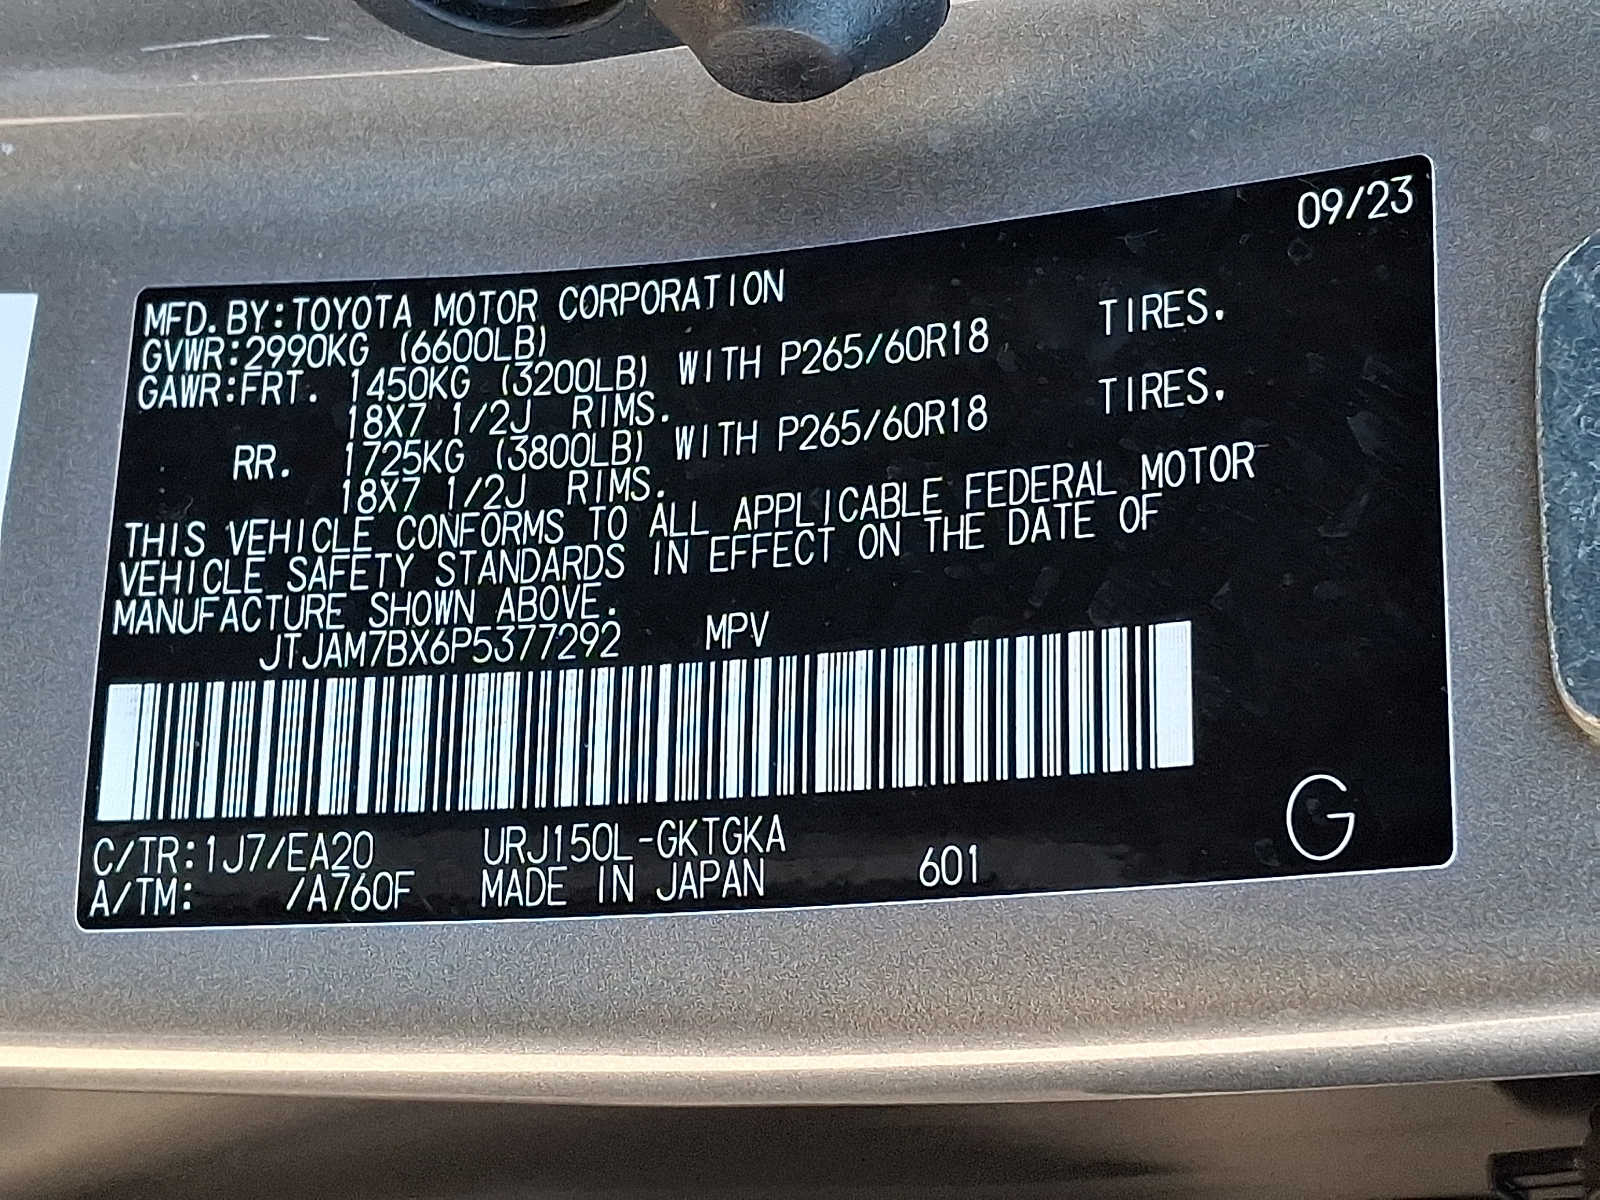 09/23
MFD.BY:TOYOTA MOTOR CORPORATION
GVWR:2990KG (6600LB)
GAWR:FRT. 1450KG (3200LB) WITH P265/60R18 TIRES.
18X7 1/2J RIMS.
RR. 1725KG (3800LB) WITH P265/60R18 TIRES.
18X7 1/2J RIMS.
THIS VEHICLE CONFORMS TO ALL APPLICABLE FEDERAL MOTOR
VEHICLE SAFETY STANDARDS IN EFFECT ON THE DATE OF
MANUFACTURE SHOWN ABOVE.
JTJAM7BX6P5377292 MPV
C/TR:1J7/EA20 URJ150L-GKTGKA
A/TM: /A760F MADE IN JAPAN 601
G